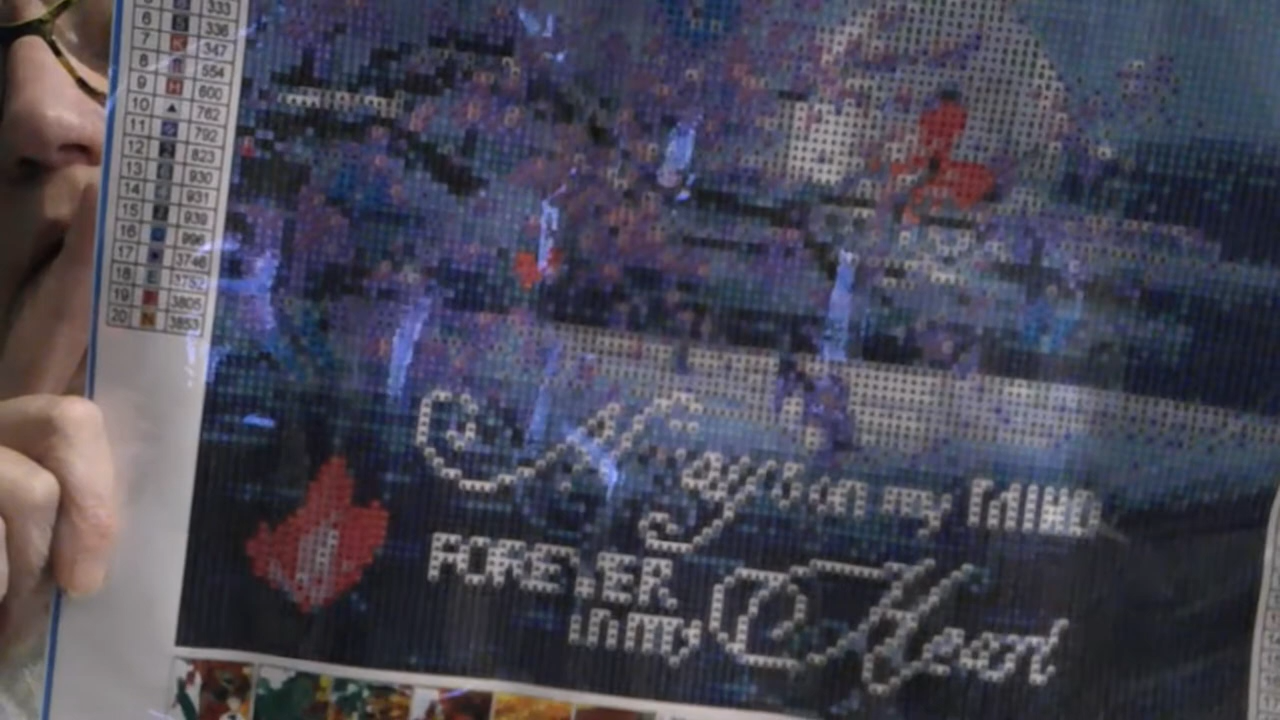 333
6 336
7 K 347
8 554
9 H 600
10 ▲ 762
11 792
12 823
13 930
14 931
15 939
16 996
17 3746
18 E 3752
19 3805
20 N 3853
Always on my MIND
FOREVER
in my Heart